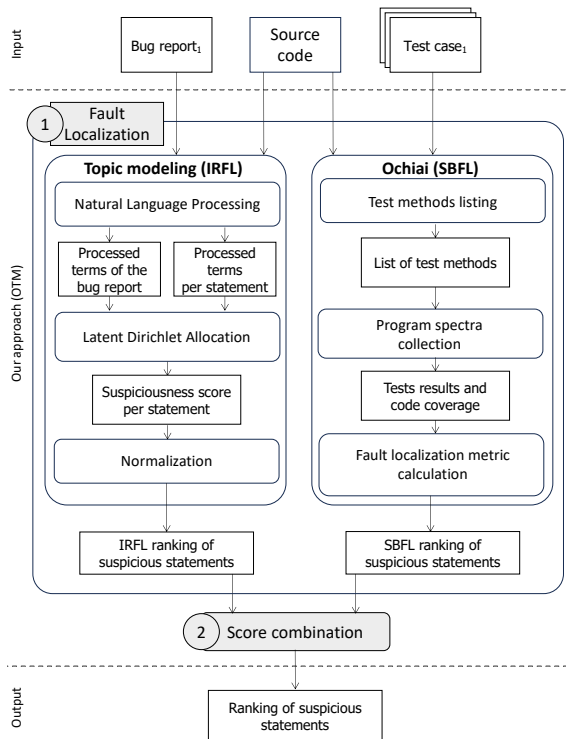 Input
Bug report₁
Source
code
Test case₁
1
Fault
Localization
Our approach (OTM)
Topic modeling (IRFL)
Natural Language Processing
Processed
terms of the
bug report
Processed
terms
per statement
Latent Dirichlet Allocation
Suspiciousness score
per statement
Normalization
IRFL ranking of
suspicious statements
Ochiai (SBFL)
Test methods listing
List of test methods
Program spectra
collection
Tests results and
code coverage
Fault localization metric
calculation
SBFL ranking of
suspicious statements
2
Score combination
Output
Ranking of suspicious
statements